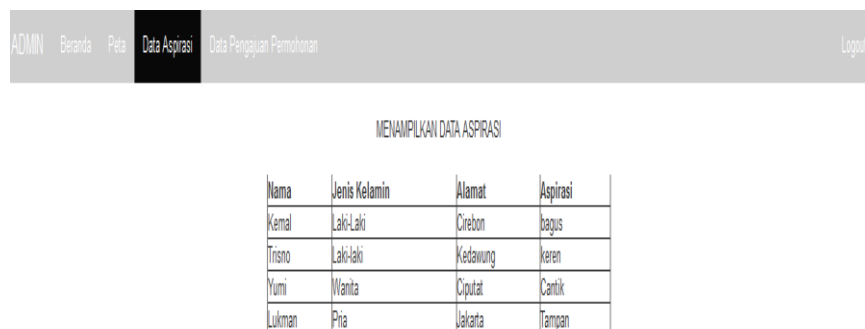 ADMIN Beranda Peta Data Aspirasi Data Pengajuan Permohonan Logout
MENAMPILKAN DATA ASPIRASI
Nama Jenis Kelamin Alamat Aspirasi
Kemal Laki-Laki Cirebon bagus
Trisno Laki-laki Kedawung keren
Yumi Wanita Ciputat Cantik
Lukman Pria Jakarta Tampan